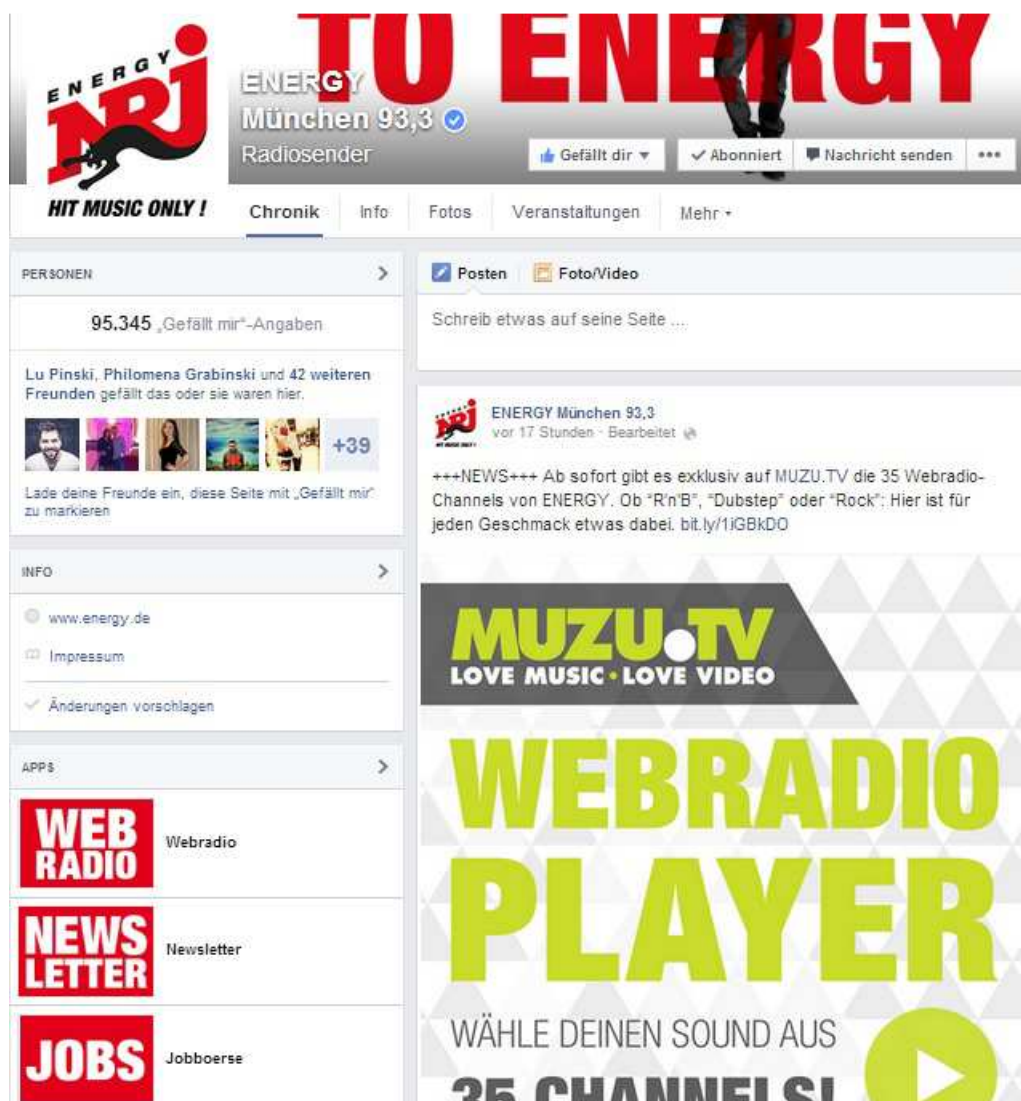 TO ENERGY
ENERGY
NRJ
HIT MUSIC ONLY !
ENERGY
München 93,3
Radiosender
Gefällt dir
Abonniert
Nachricht senden
Chronik
Info
Fotos
Veranstaltungen
Mehr
PERSONEN
95.345 „Gefällt mir“-Angaben
Lu Pinski, Philomena Grabinski und 42 weiteren
Freunden gefällt das oder sie waren hier.
+39
Lade deine Freunde ein, diese Seite mit „Gefällt mir“
zu markieren
INFO
www.energy.de
Impressum
Änderungen vorschlagen
APPS
WEB
RADIO
Webradio
NEWS
LETTER
Newsletter
JOBS
Jobboerse
Posten
Foto/Video
Schreib etwas auf seine Seite ...
NRJ
ENERGY München 93,3
vor 17 Stunden · Bearbeitet
+++NEWS+++ Ab sofort gibt es exklusiv auf MUZU.TV die 35 Webradio-
Channels von ENERGY. Ob “R'n'B”, “Dubstep” oder “Rock”: Hier ist für
jeden Geschmack etwas dabei. bit.ly/1iGBkDO
MUZU.TV
LOVE MUSIC • LOVE VIDEO
WEBRADIO
PLAYER
WÄHLE DEINEN SOUND AUS
35 CHANNELS!